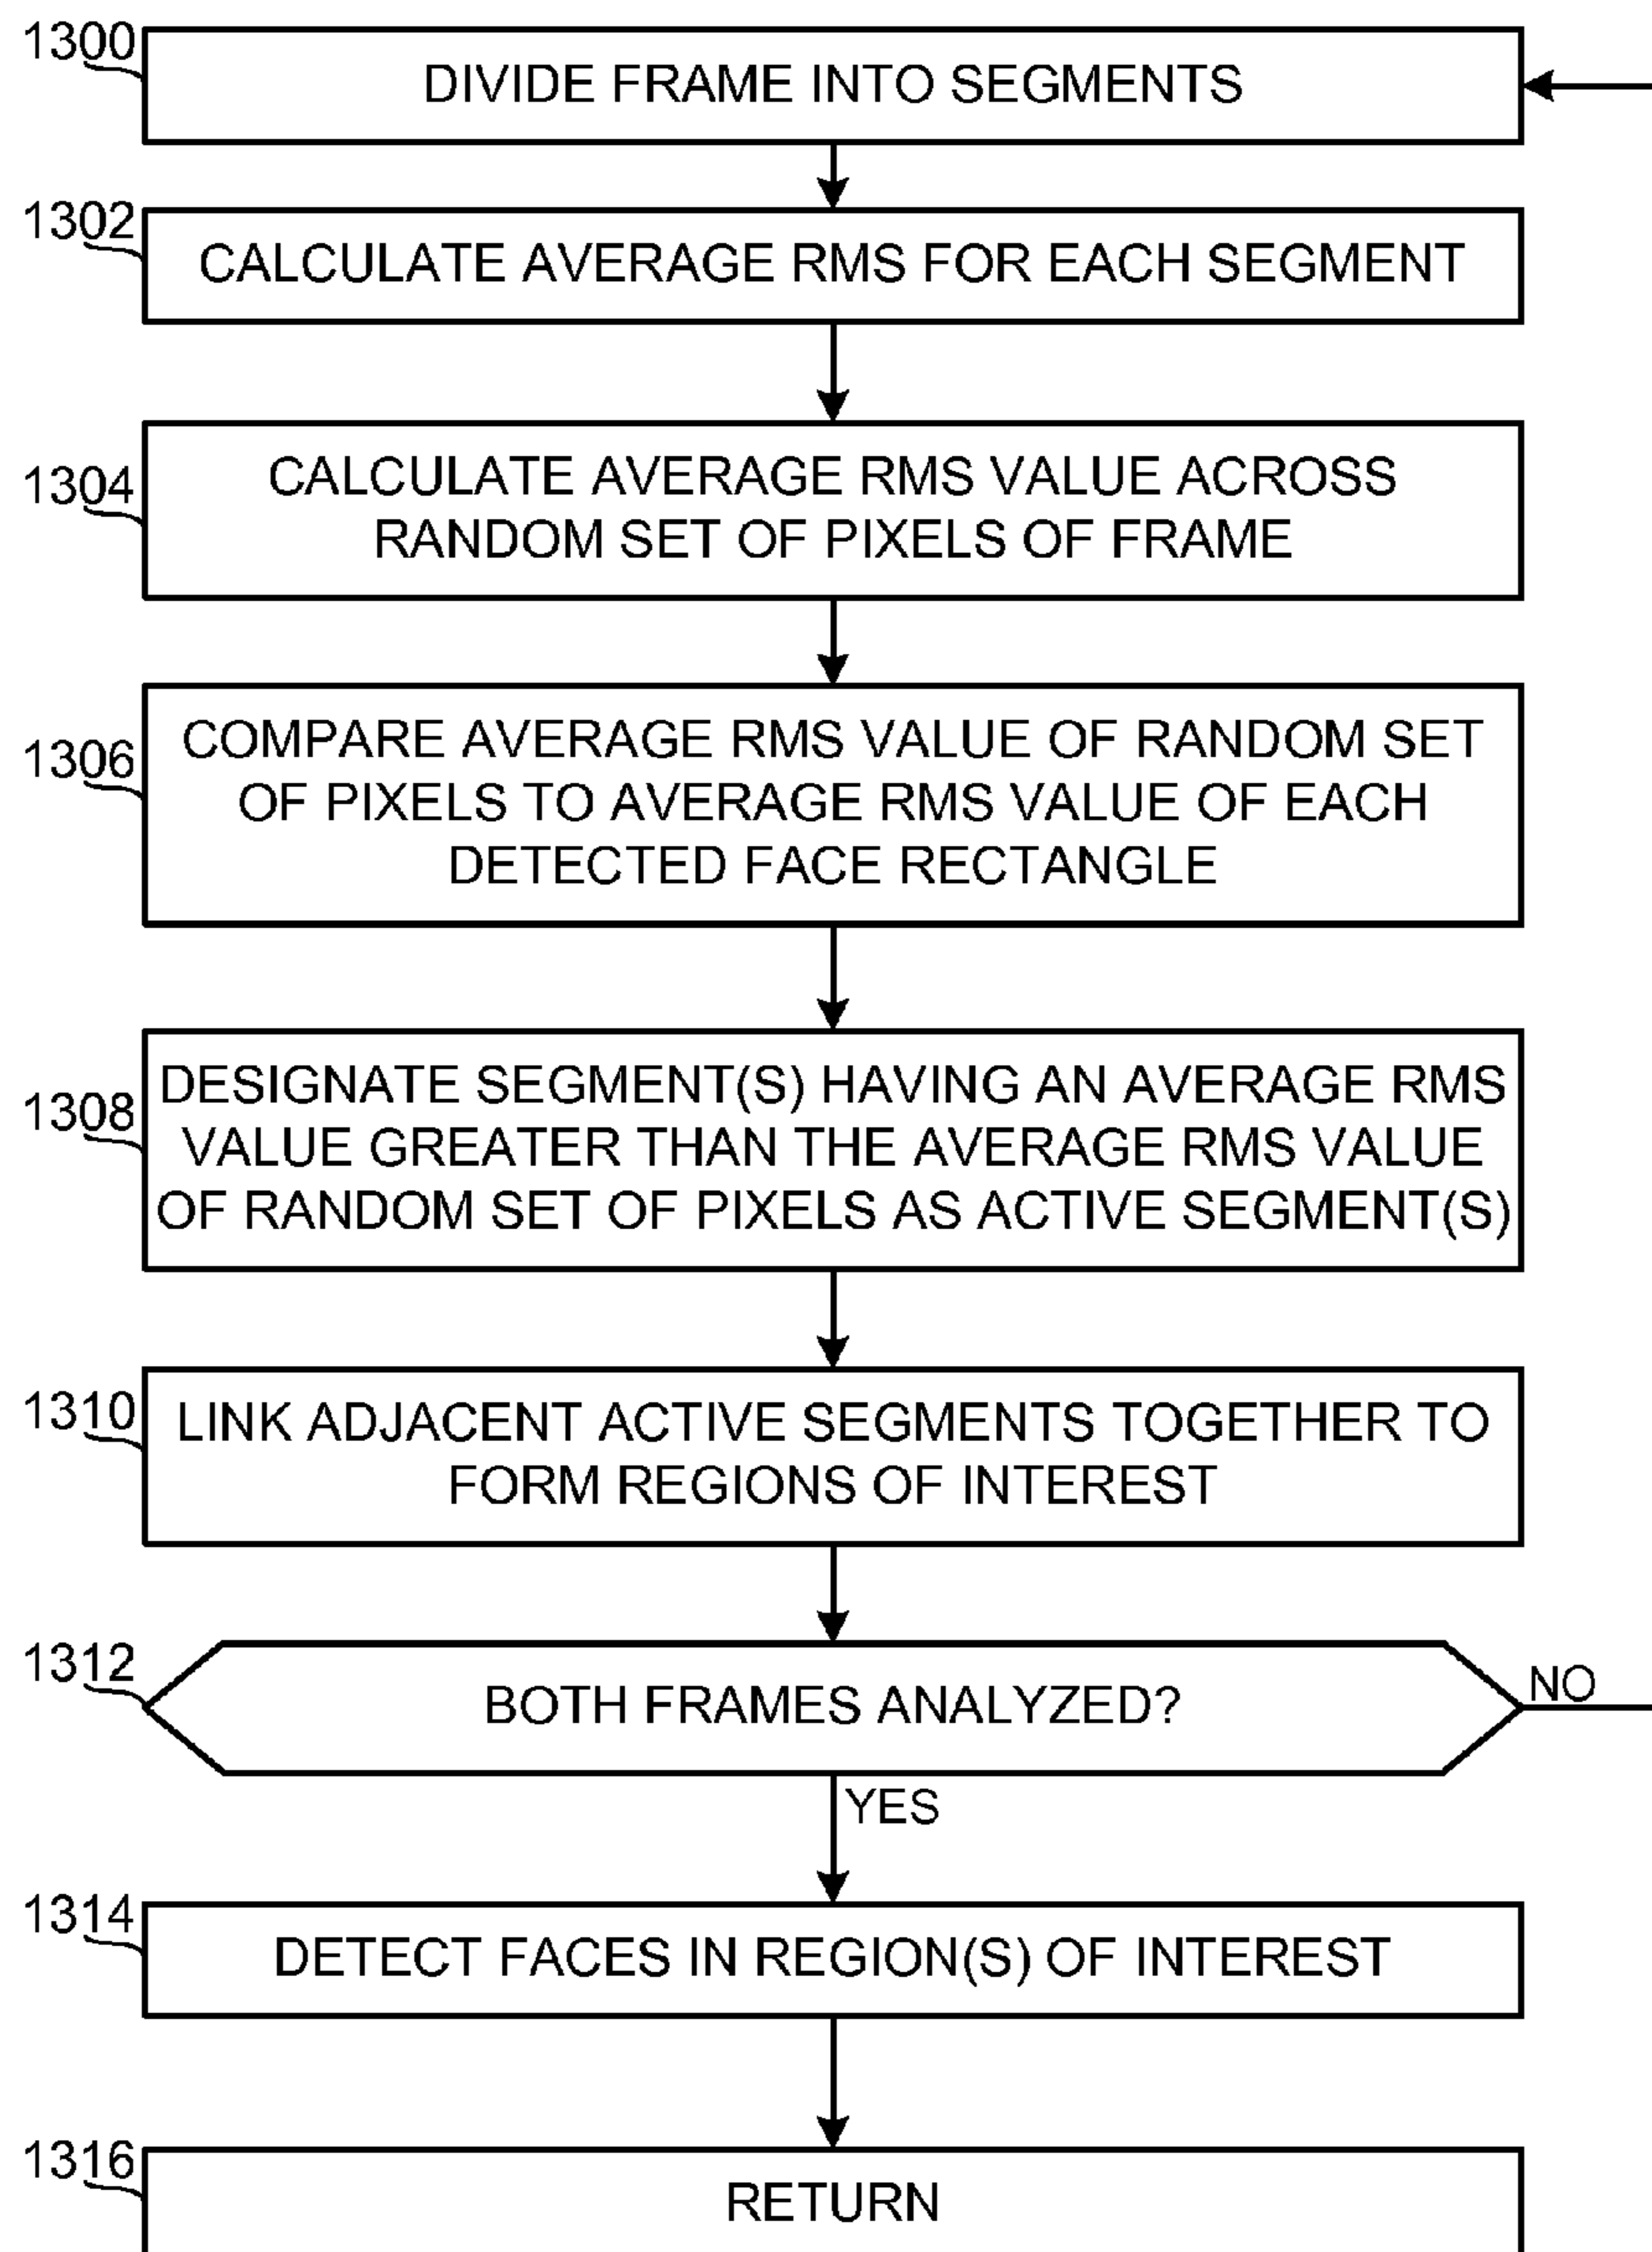 1300
DIVIDE FRAME INTO SEGMENTS
1302
CALCULATE AVERAGE RMS FOR EACH SEGMENT
1304
CALCULATE AVERAGE RMS VALUE ACROSS
RANDOM SET OF PIXELS OF FRAME
1306
COMPARE AVERAGE RMS VALUE OF RANDOM SET
OF PIXELS TO AVERAGE RMS VALUE OF EACH
DETECTED FACE RECTANGLE
1308
DESIGNATE SEGMENT(S) HAVING AN AVERAGE RMS
VALUE GREATER THAN THE AVERAGE RMS VALUE
OF RANDOM SET OF PIXELS AS ACTIVE SEGMENT(S)
1310
LINK ADJACENT ACTIVE SEGMENTS TOGETHER TO
FORM REGIONS OF INTEREST
1312
BOTH FRAMES ANALYZED?
NO
YES
1314
DETECT FACES IN REGION(S) OF INTEREST
1316
RETURN